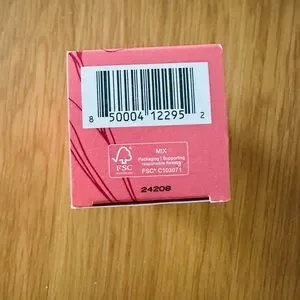 8 50004 12295 2
MIX
Packaging | Supporting
responsible forestry
FSC
FSC® C103071
24208